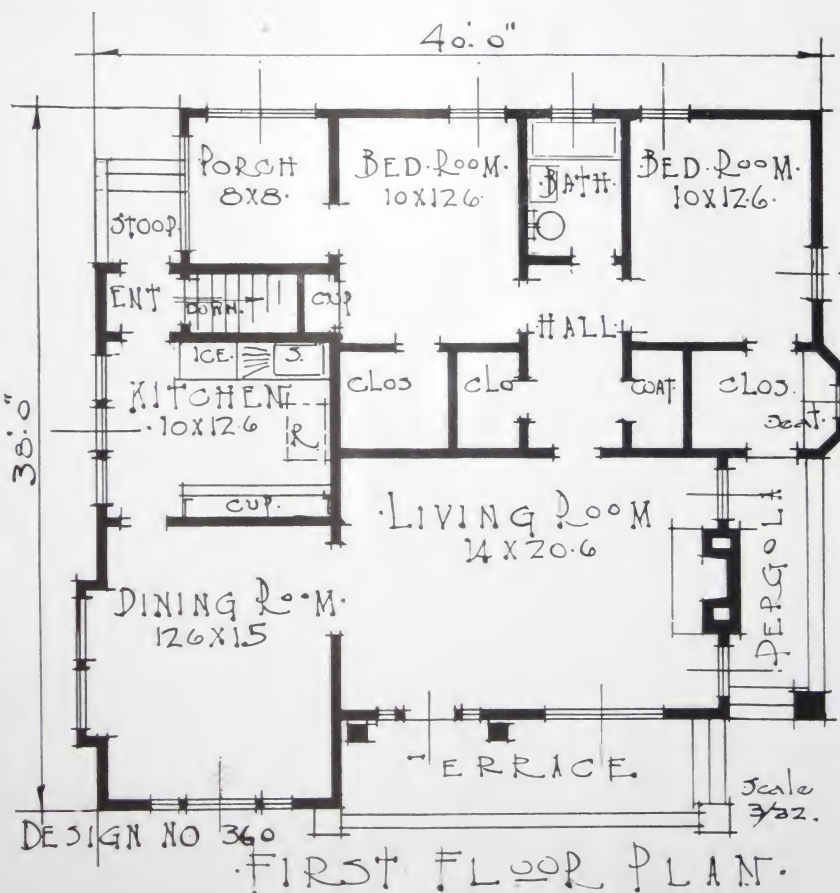 40'.0"
PORCH
8X8.
BED.ROOM.
10X12.6
BATH.
BED.ROOM.
10X12.6.
STOOP.
ENT
DOWN.
CUP
HALL
ICE.
S.
CLOS
CLO
COAT.
CLOS.
Seat.
KITCHEN
10X12.6
R
38'.0"
CUP.
LIVING ROOM
14 X 20.6
PERGOLA
DINING ROOM.
12.6X15
TERRACE.
Scale
3/32.
DESIGN NO 360
FIRST FLOOR PLAN.